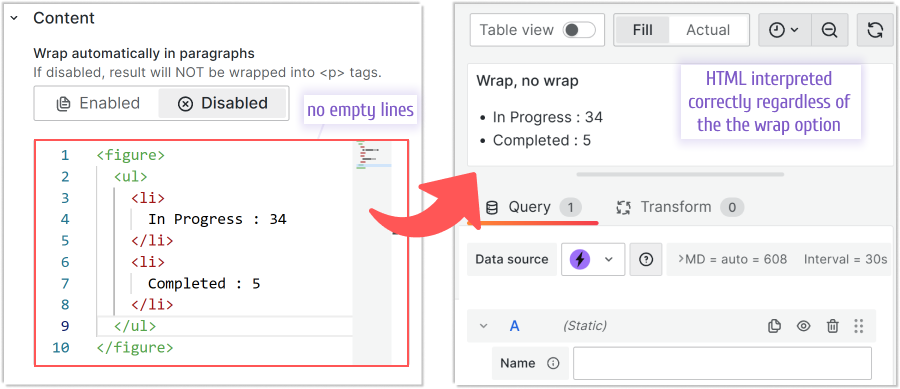 Content
Wrap automatically in paragraphs
If disabled, result will NOT be wrapped into <p> tags.
Enabled
Disabled
no empty lines
1 <figure>
2 <ul>
3 <li>
4 In Progress : 34
5 </li>
6 <li>
7 Completed : 5
8 </li>
9 </ul>
10 </figure>
Table view
Fill
Actual
Wrap, no wrap
• In Progress : 34
• Completed : 5
HTML interpreted
correctly regardless of
the the wrap option
Query 1
Transform 0
Data source
MD = auto = 608
Interval = 30s
A
(Static)
Name